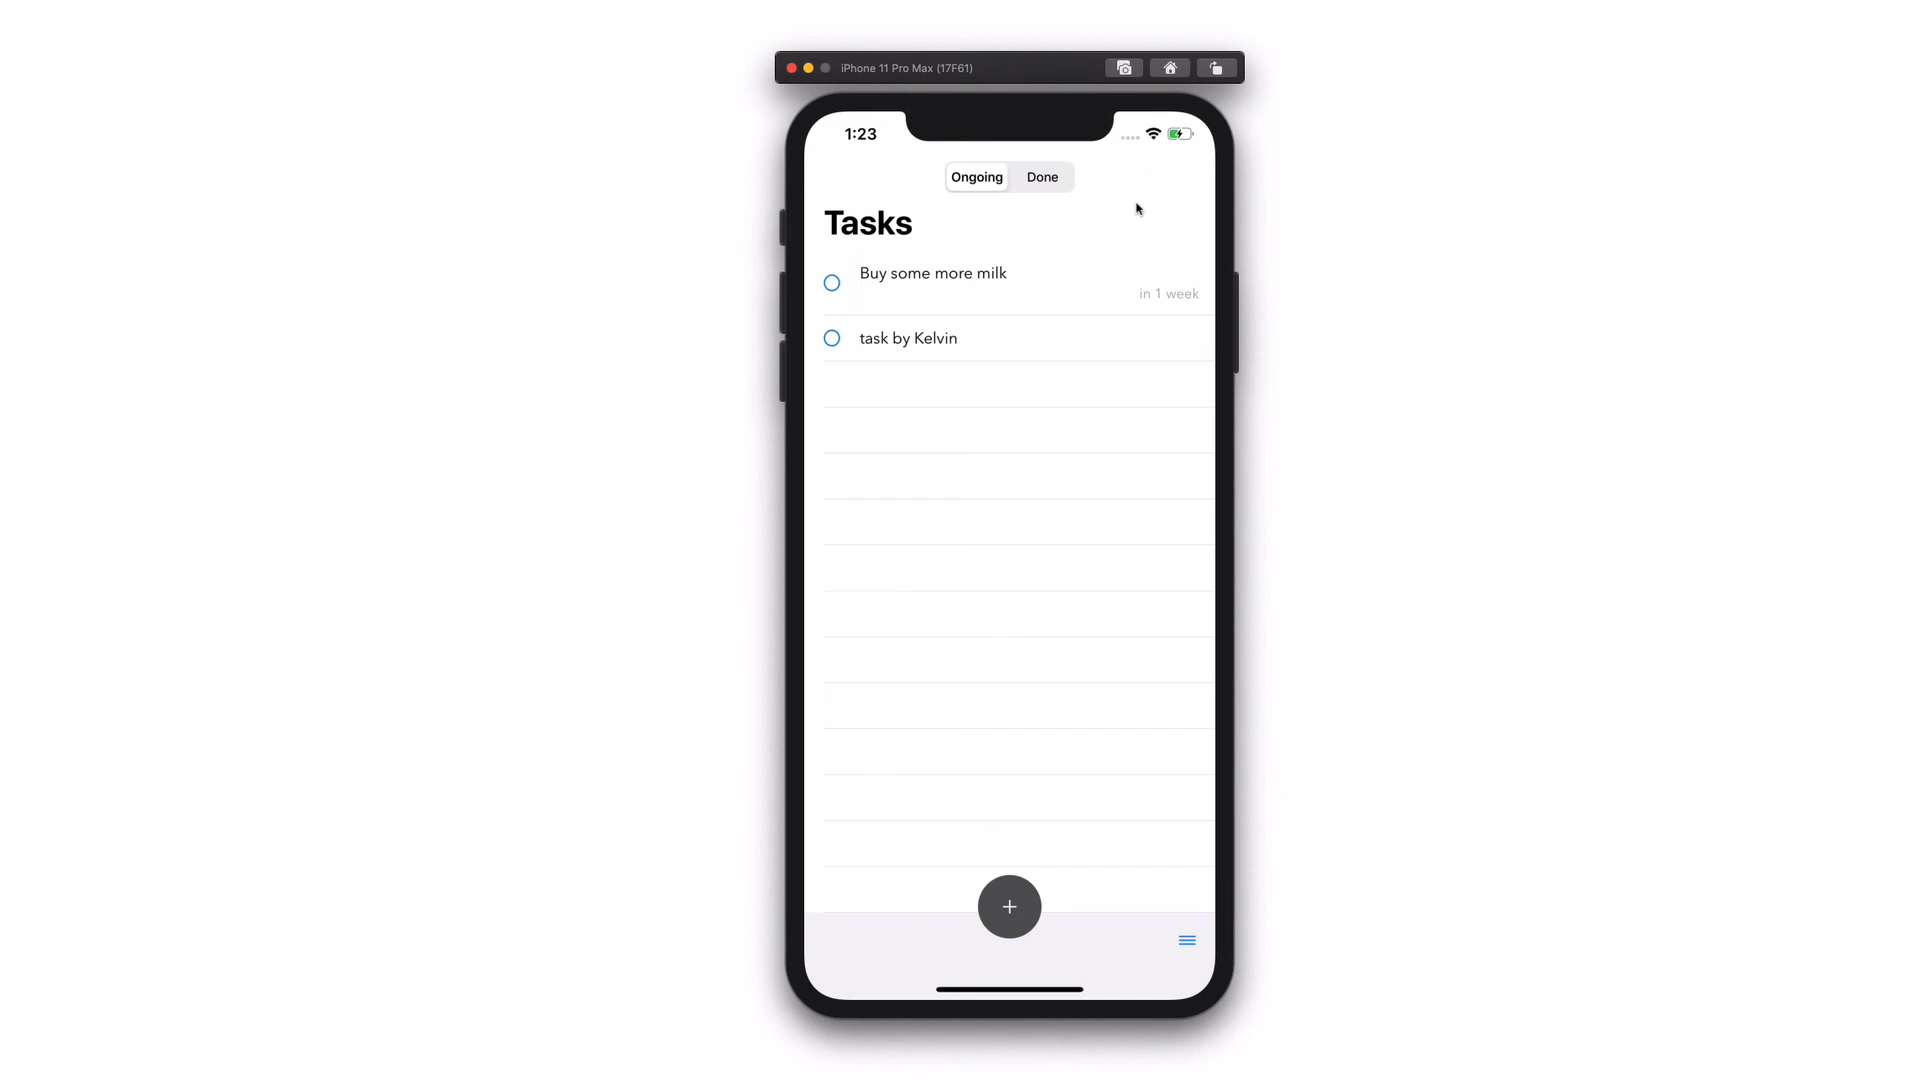 iPhone 11 Pro Max (17F61)
1:23
Ongoing Done
Tasks
Buy some more milk
in 1 week
task by Kelvin
+